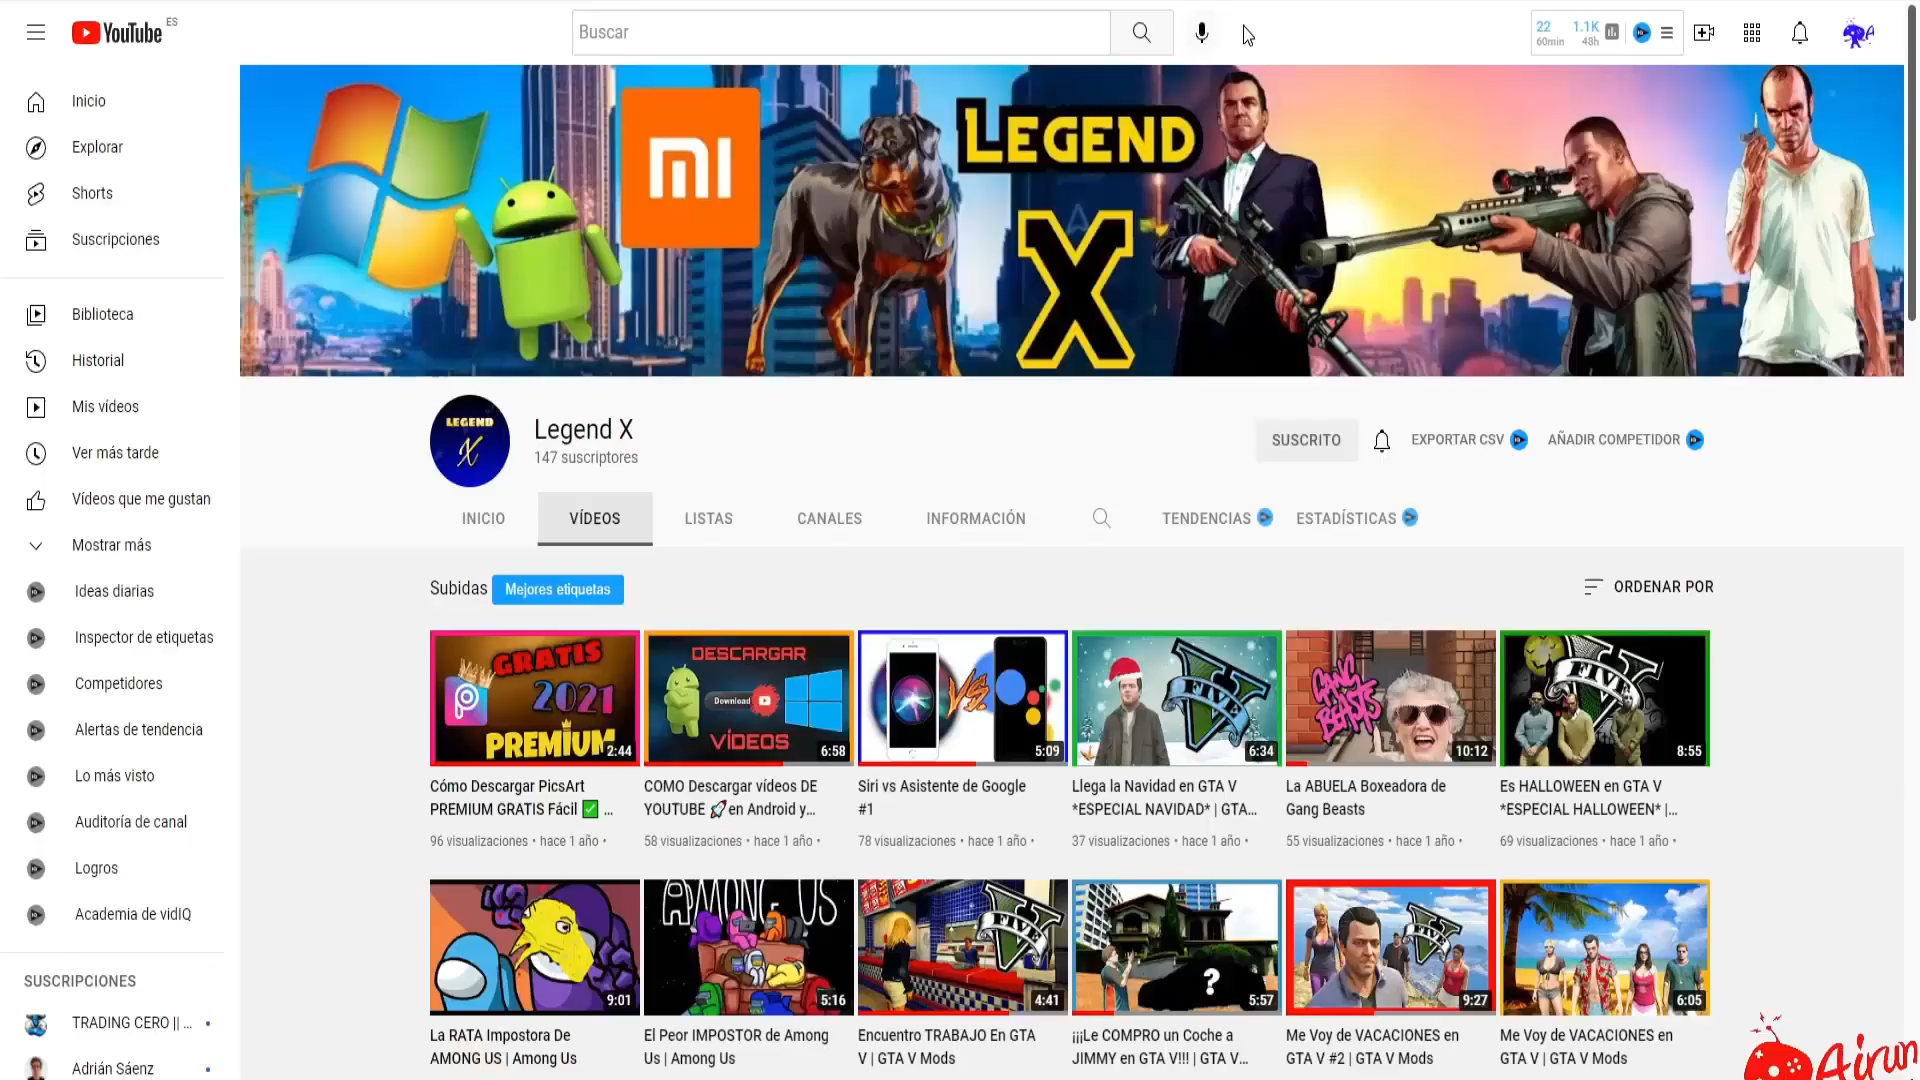 YouTube ES
Buscar
22 1.1K
60min 48h
Inicio
Explorar
Shorts
Suscripciones
Biblioteca
Historial
Mis vídeos
Ver más tarde
Vídeos que me gustan
Mostrar más
Ideas diarias
Inspector de etiquetas
Competidores
Alertas de tendencia
Lo más visto
Auditoría de canal
Logros
Academia de vidIQ
SUSCRIPCIONES
TRADING CERO || ...
Adrián Sáenz
LEGEND
X
LEGEND
X
Legend X
147 suscriptores
SUSCRITO
EXPORTAR CSV
AÑADIR COMPETIDOR
INICIO
VÍDEOS
LISTAS
CANALES
INFORMACIÓN
TENDENCIAS
ESTADÍSTICAS
Subidas
Mejores etiquetas
ORDENAR POR
GRATIS
2021
PREMIUM
2:44
Cómo Descargar PicsArt
PREMIUM GRATIS Fácil ✅ ...
96 visualizaciones • hace 1 año •
DESCARGAR
Download
VÍDEOS
6:58
COMO Descargar vídeos DE
YOUTUBE 🚀en Android y...
58 visualizaciones • hace 1 año •
VS.
5:09
Siri vs Asistente de Google
#1
78 visualizaciones • hace 1 año •
FIVE
6:34
Llega la Navidad en GTA V
*ESPECIAL NAVIDAD* | GTA...
37 visualizaciones • hace 1 año •
GANG
BEASTS
10:12
La ABUELA Boxeadora de
Gang Beasts
55 visualizaciones • hace 1 año •
FIVE
8:55
Es HALLOWEEN en GTA V
*ESPECIAL HALLOWEEN* |...
69 visualizaciones • hace 1 año •
9:01
La RATA Impostora De
AMONG US | Among Us
AMONG US
5:16
El Peor IMPOSTOR de Among
Us | Among Us
FIVE
4:41
Encuentro TRABAJO En GTA
V | GTA V Mods
?
5:57
¡¡¡Le COMPRO un Coche a
JIMMY en GTA V!!! | GTA V...
FIVE
9:27
Me Voy de VACACIONES en
GTA V #2 | GTA V Mods
6:05
Me Voy de VACACIONES en
GTA V | GTA V Mods
Airun